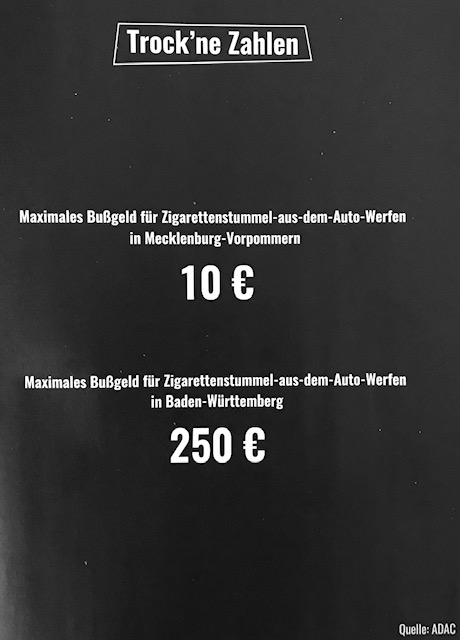 Trock'ne Zahlen
Maximales Bußgeld für Zigarettenstummel-aus-dem-Auto-Werfen
in Mecklenburg-Vorpommern
10 €
Maximales Bußgeld für Zigarettenstummel-aus-dem-Auto-Werfen
in Baden-Württemberg
250 €
Quelle: ADAC